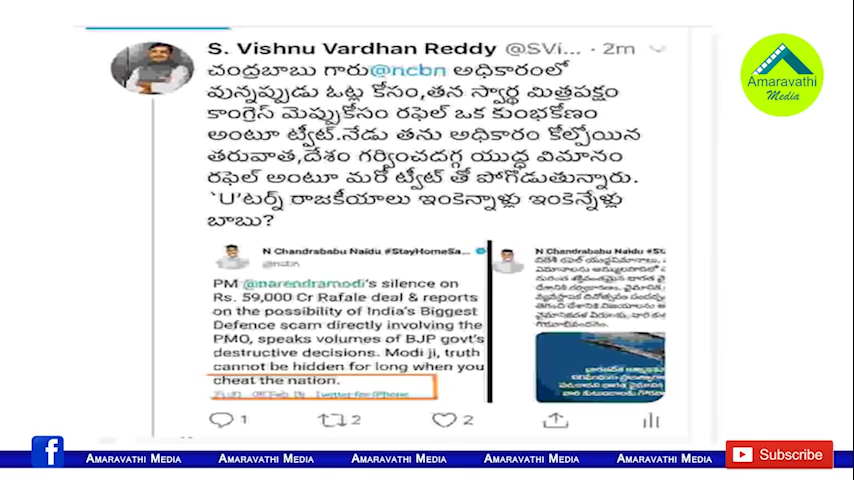 S. Vishnu Vardhan Reddy @SVi... · 2m
చంద్రబాబు గారు@ncbn అధికారంలో
వున్నప్పుడు ఓట్ల కోసం,తన స్వార్థ మిత్రపక్షం
కాంగ్రెస్ మెప్పుకోసం రఫెల్ ఒక కుంభకోణం
అంటూ ట్వీట్.నేడు తను అధికారం కోల్పోయిన
తరువాత,దేశం గర్వించదగ్గ యుద్ధ విమానం
రఫెల్ అంటూ మరో ట్వీట్ తో పోగొడుతున్నారు.
`U'టర్న్ రాజకీయాలు ఇంకెన్నాళ్లు ఇంకెన్నేళ్లు
బాబు?
N Chandrababu Naidu #StayHomeSa...
@ncbn
PM @narendramodi's silence on
Rs. 59,000 Cr Rafale deal & reports
on the possibility of India's Biggest
Defence scam directly involving the
PMO, speaks volumes of BJP govt's
destructive decisions. Modi ji, truth
cannot be hidden for long when you
cheat the nation.
Twitter for iPhone
N Chandrababu Naidu #ST
1
2
2
Amaravathi
Media
AMARAVATHI MEDIA
AMARAVATHI MEDIA
AMARAVATHI MEDIA
AMARAVATHI MEDIA
AMARAVATHI MEDIA
Subscribe